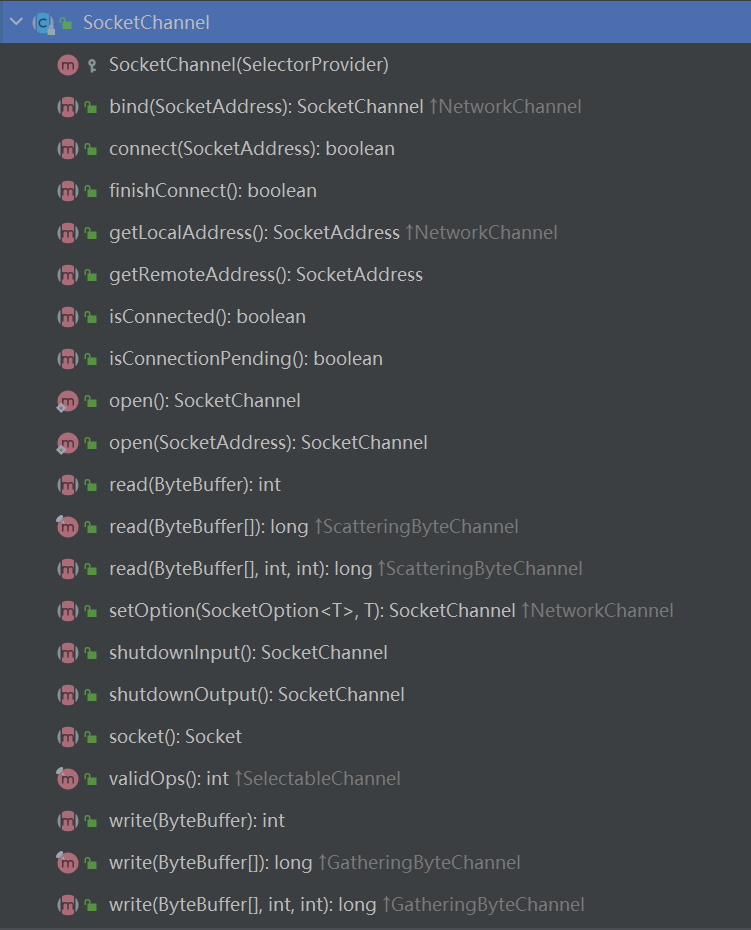 SocketChannel
SocketChannel(SelectorProvider)
bind(SocketAddress): SocketChannel ↑NetworkChannel
connect(SocketAddress): boolean
finishConnect(): boolean
getLocalAddress(): SocketAddress ↑NetworkChannel
getRemoteAddress(): SocketAddress
isConnected(): boolean
isConnectionPending(): boolean
open(): SocketChannel
open(SocketAddress): SocketChannel
read(ByteBuffer): int
read(ByteBuffer[]): long ↑ScatteringByteChannel
read(ByteBuffer[], int, int): long ↑ScatteringByteChannel
setOption(SocketOption<T>, T): SocketChannel ↑NetworkChannel
shutdownInput(): SocketChannel
shutdownOutput(): SocketChannel
socket(): Socket
validOps(): int ↑SelectableChannel
write(ByteBuffer): int
write(ByteBuffer[]): long ↑GatheringByteChannel
write(ByteBuffer[], int, int): long ↑GatheringByteChannel